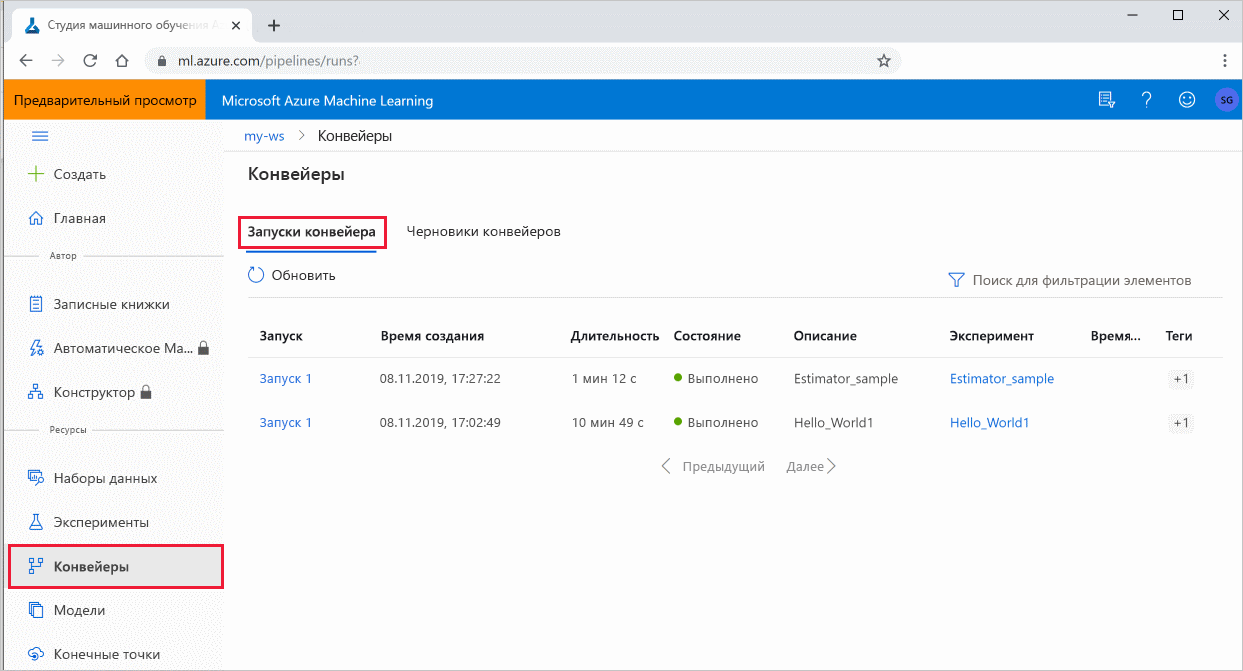 Студия машинного обучения A
ml.azure.com/pipelines/runs?
Предварительный просмотр
Microsoft Azure Machine Learning
SG
my-ws > Конвейеры
Создать
Главная
Автор
Записные книжки
Автоматическое Ма...
Конструктор
Ресурсы
Наборы данных
Эксперименты
Конвейеры
Модели
Конечные точки
Конвейеры
Запуски конвейера Черновики конвейеров
Обновить
Поиск для фильтрации элементов
Запуск Время создания Длительность Состояние Описание Эксперимент Время... Теги
Запуск 1 08.11.2019, 17:27:22 1 мин 12 с Выполнено Estimator_sample Estimator_sample +1
Запуск 1 08.11.2019, 17:02:49 10 мин 49 с Выполнено Hello_World1 Hello_World1 +1
Предыдущий Далее